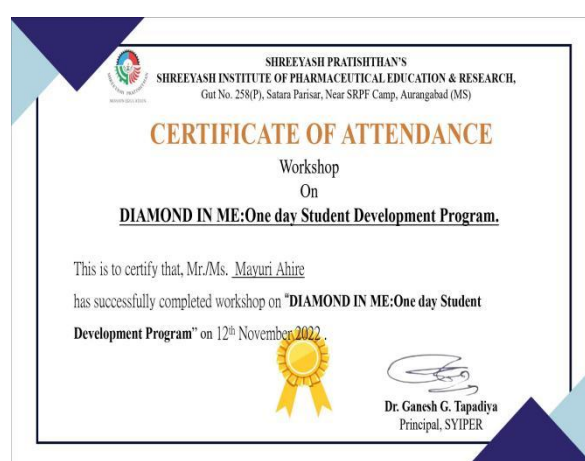 SHREEYASH PRATISHTHAN'S
SHREEYASH INSTITUTE OF PHARMACEUTICAL EDUCATION & RESEARCH,
Gut No. 258(P), Satara Parisar, Near SRPF Camp, Aurangabad (MS)
CERTIFICATE OF ATTENDANCE
Workshop
On
DIAMOND IN ME:One day Student Development Program.
This is to certify that, Mr./Ms. Mayuri Ahire
has successfully completed workshop on "DIAMOND IN ME:One day Student
Development Program" on 12th November 2022 .
Dr. Ganesh G. Tapadiya
Principal, SYIPER